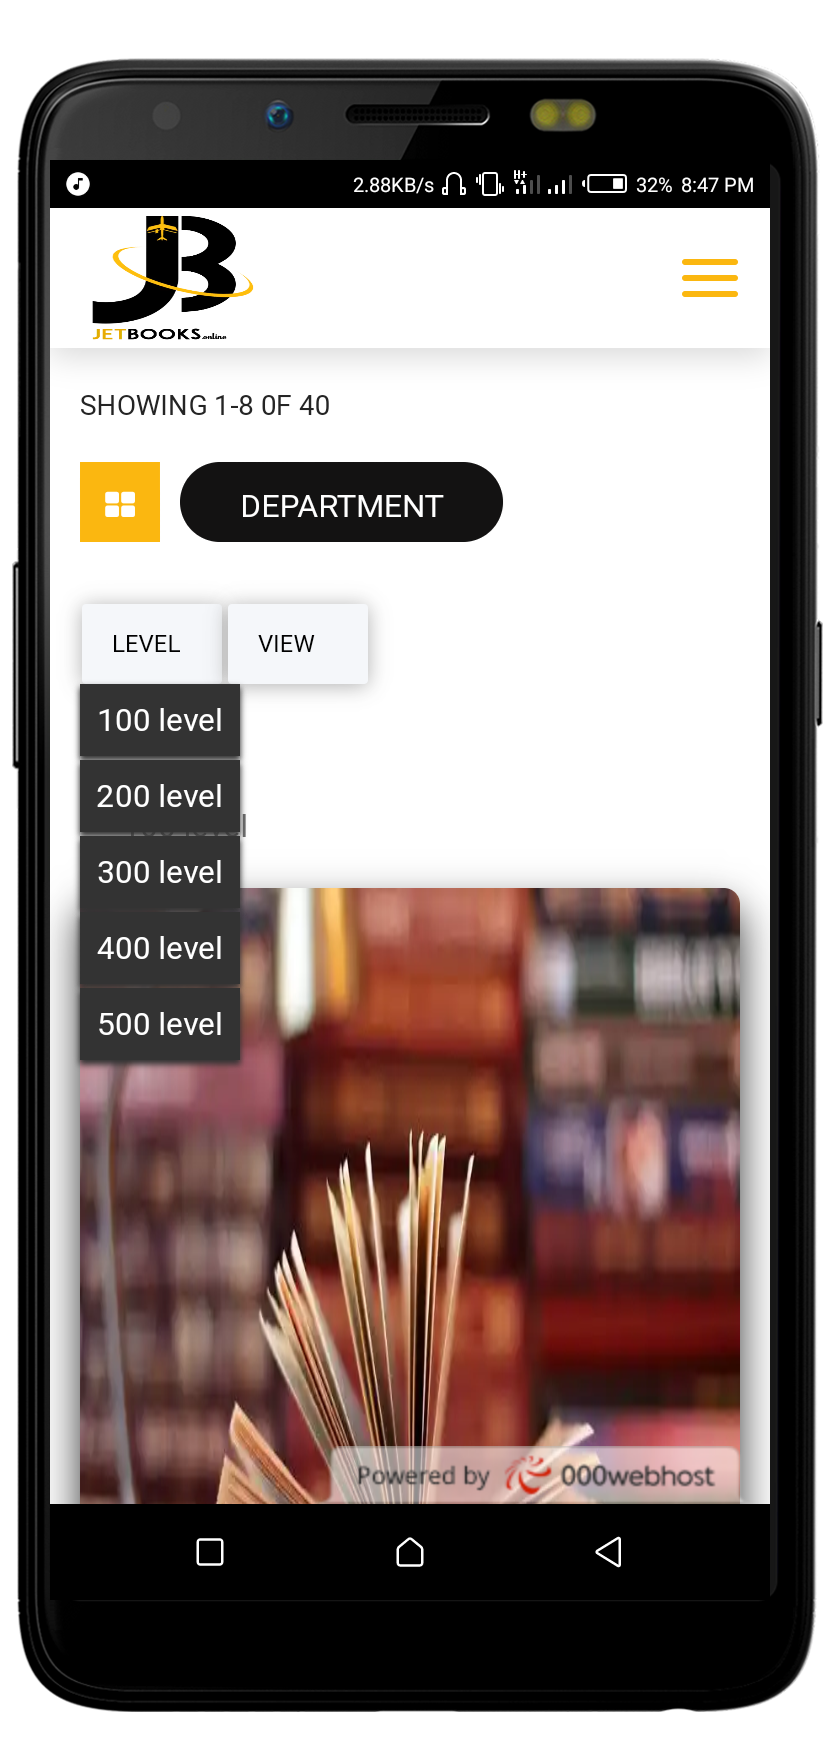 2.88KB/s H+ 32% 8:47 PM
JB
JETBOOKS.online
SHOWING 1-8 0F 40
DEPARTMENT
LEVEL VIEW
100 level
200 level
300 level
400 level
500 level
Powered by 000webhost